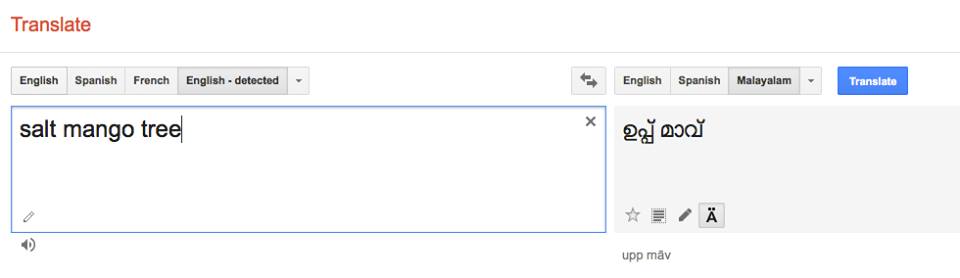 Translate
English Spanish French English - detected
English Spanish Malayalam Translate
salt mango tree
ഉപ്പ് മാവ്
Ä
upp māv